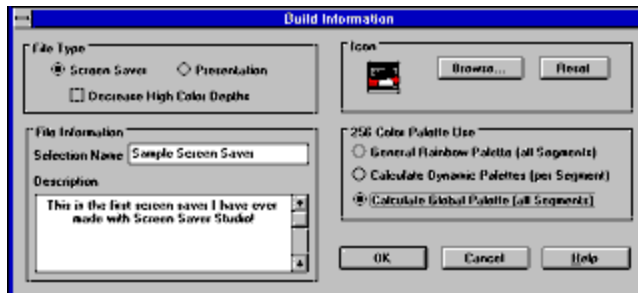 Build Information
File Type
Screen Saver
Presentation
Decrease High Color Depths
Icon
Browse...
Reset
File Information
Selection Name
Sample Screen Saver
Description
This is the first screen saver I have ever
made with Screen Saver Studio!
256 Color Palette Use
General Rainbow Palette (all Segments)
Calculate Dynamic Palettes (per Segment)
Calculate Global Palette (all Segments)
OK
Cancel
Help